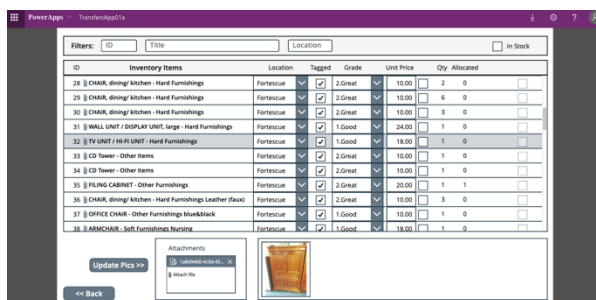 PowerApps TransfersApp01a
Filters: ID Title Location In Stock
ID Inventory Items Location Tagged Grade Unit Price Qty Allocated
28 CHAIR, dining/ kitchen - Hard Furnishings Fortescue 2.Great 10.00 2 0
29 CHAIR, dining/ kitchen - Hard Furnishings Fortescue 2.Great 10.00 6 0
30 CHAIR, dining/ kitchen - Hard Furnishings Fortescue 2.Great 10.00 3 0
31 WALL UNIT / DISPLAY UNIT, large - Hard Furnishings Fortescue 1.Good 24.00 1 0
32 TV UNIT / HI-FI UNIT - Hard Furnishings Fortescue 1.Good 18.00 1 0
33 CD Tower - Other Items Fortescue 2.Great 10.00 1 0
34 CD Tower - Other Items Fortescue 2.Great 10.00 1 0
35 FILING CABINET - Other Furnishings Fortescue 2.Great 20.00 1 1
36 CHAIR, dining/ kitchen - Hard Furnishings Leather (faux) Fortescue 2.Great 10.00 3 0
37 OFFICE CHAIR - Other Furnishings blue&black Fortescue 1.Good 10.00 1 0
38 ARMCHAIR - Soft Furnishings Nursing Fortescue 1.Good 18.00 1 0
Attachments
1a8d9460-4c9d-45...
Attach file
Update Pics >>
<< Back